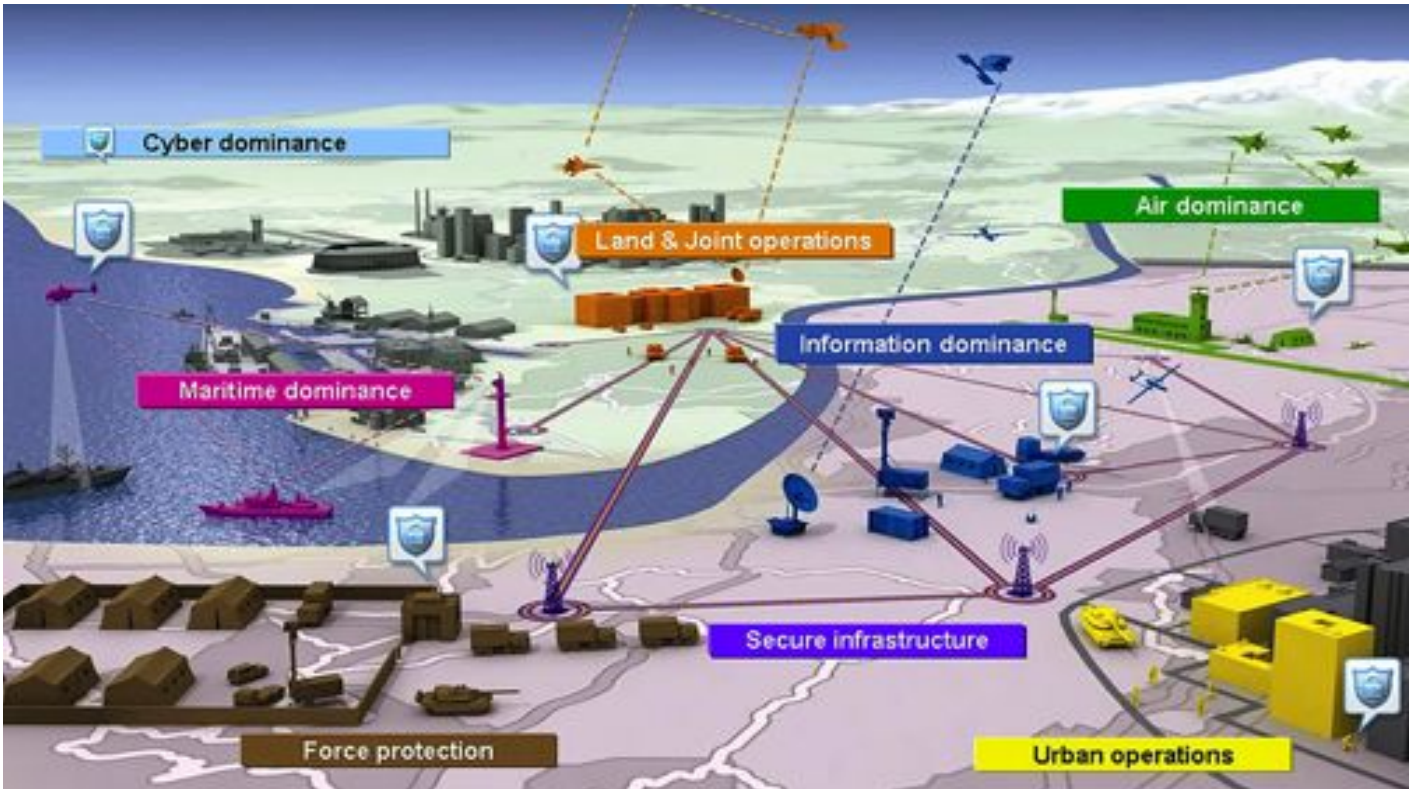 Cyber dominance
Air dominance
Land & Joint operations
Information dominance
Maritime dominance
Secure infrastructure
Force protection
Urban operations